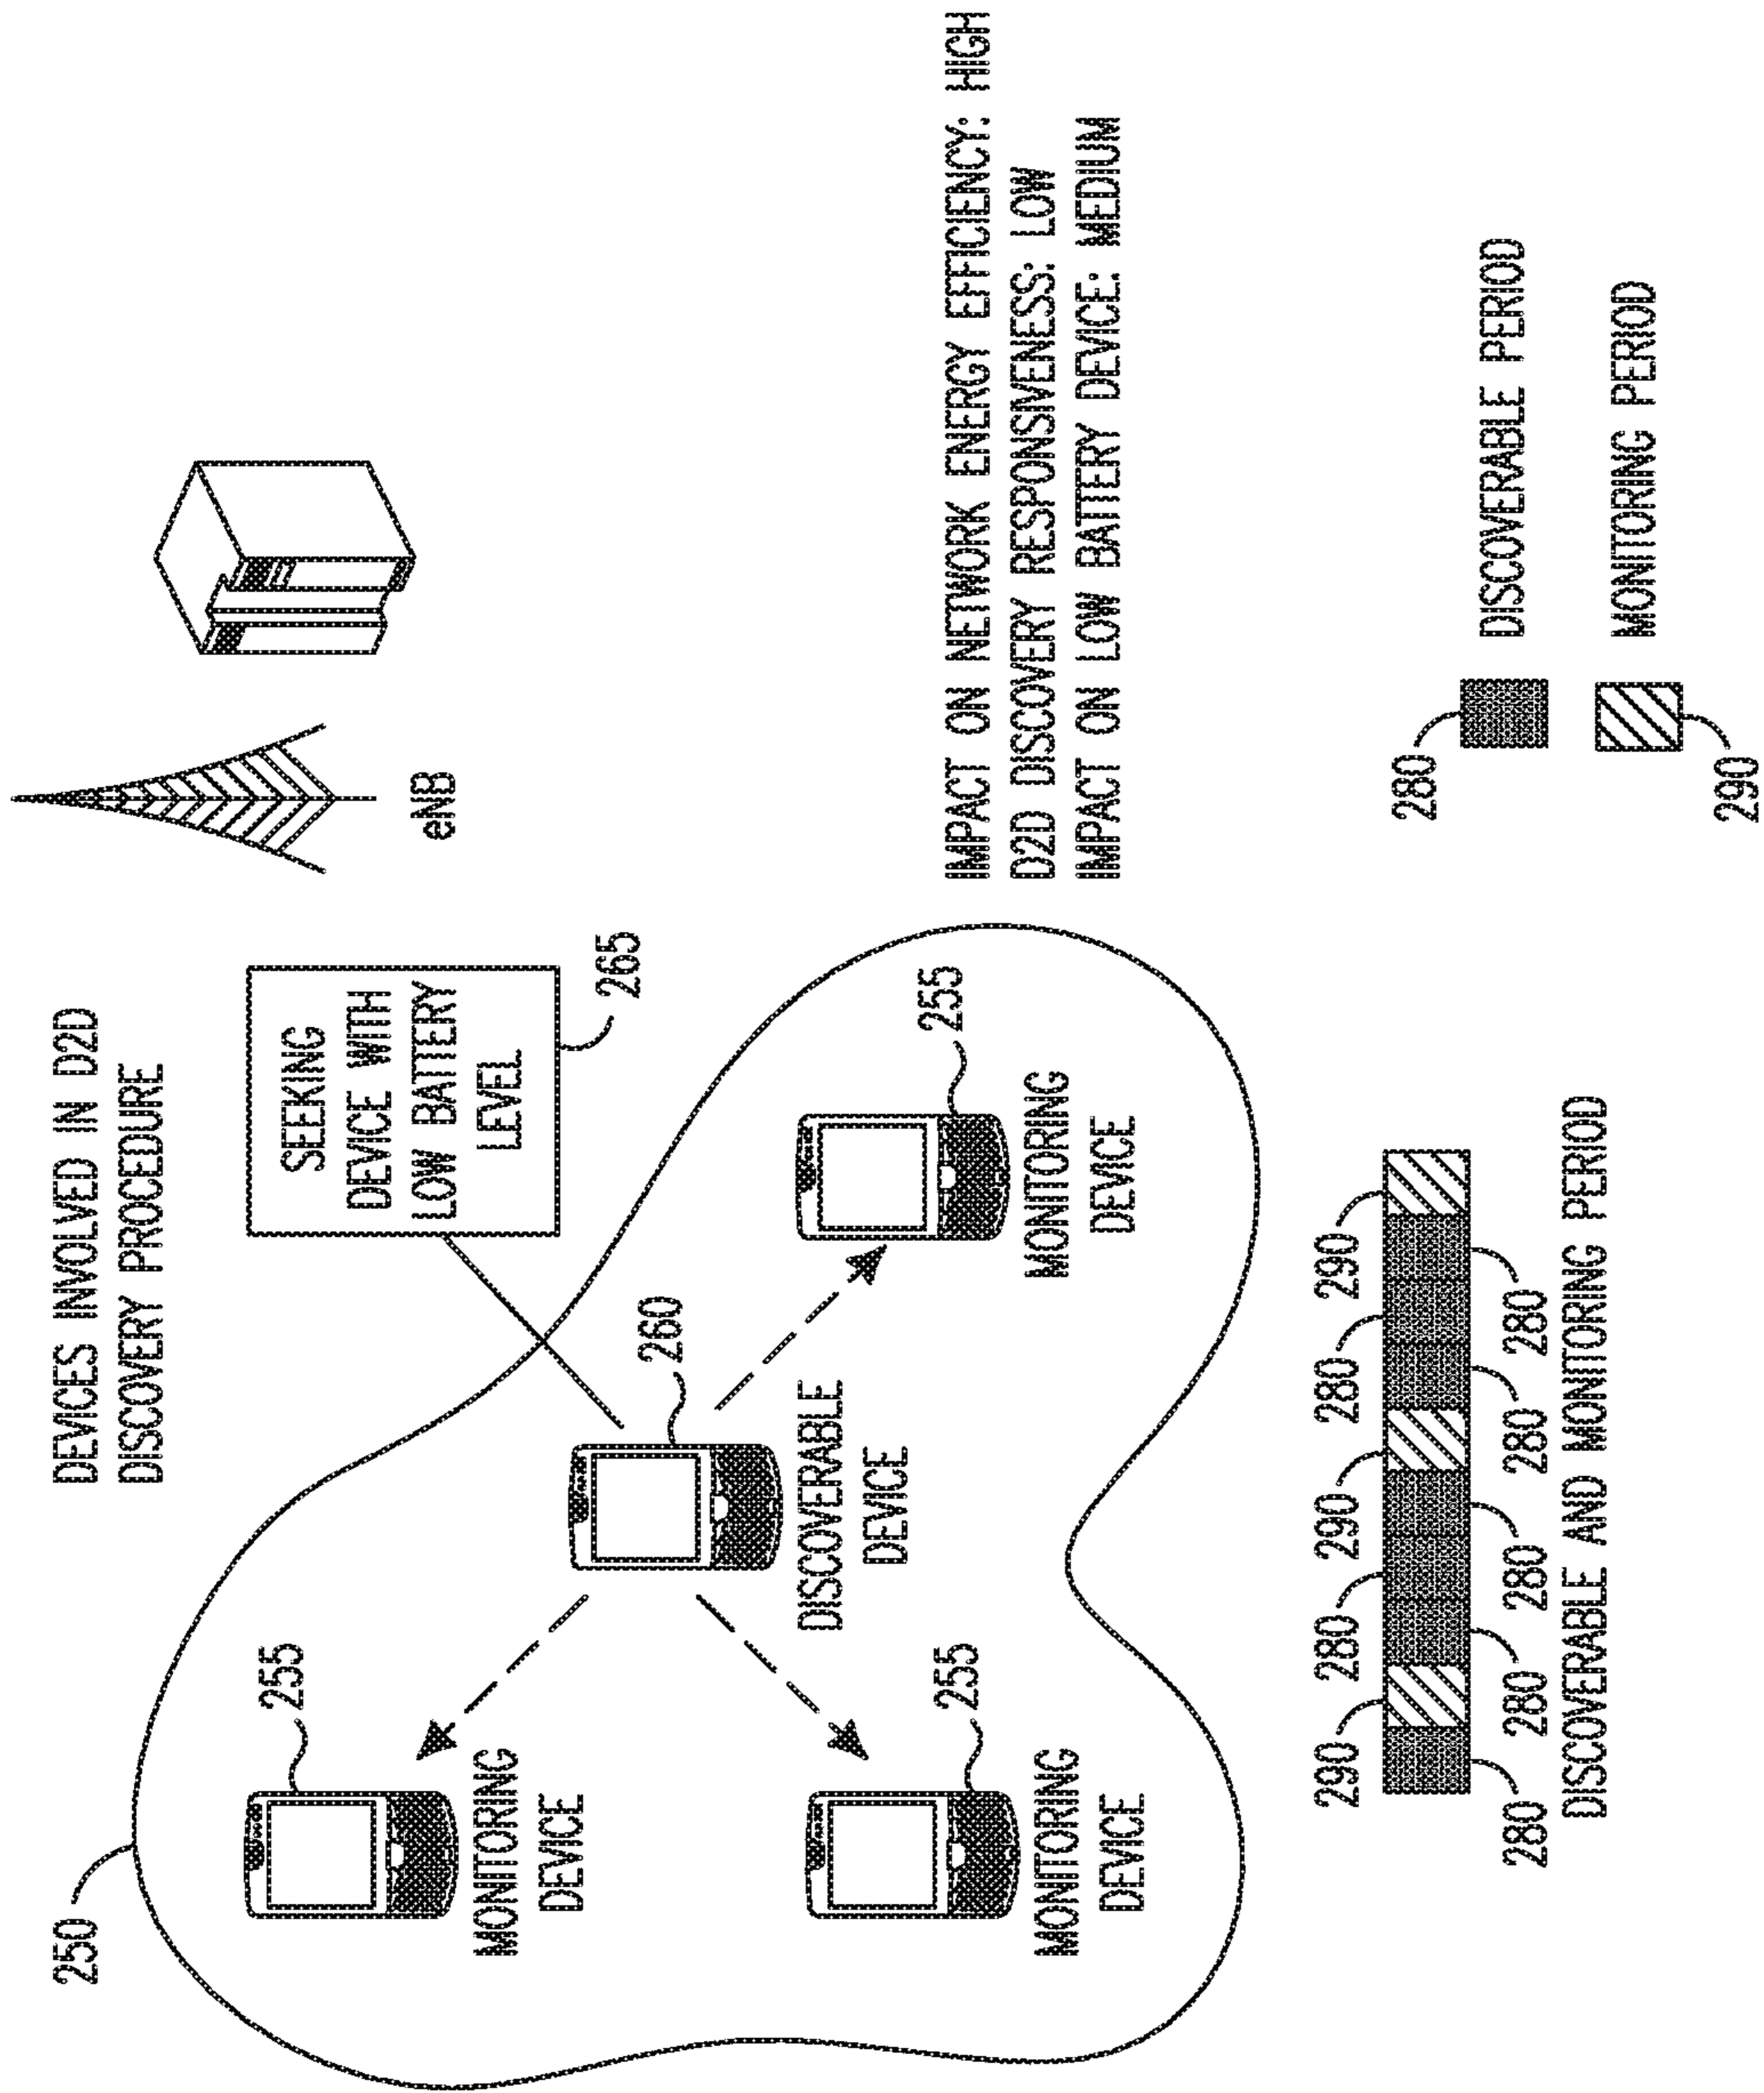 DEVICES INVOLVED IN D2D
DISCOVERY PROCEDURE
250
SEEKING
DEVICE WITH
LOW BATTERY
LEVEL
265
eNB
255
MONITORING
DEVICE
260
DISCOVERABLE
DEVICE
255
MONITORING
DEVICE
255
MONITORING
DEVICE
IMPACT ON NETWORK ENERGY EFFICIENCY: HIGH
D2D DISCOVERY RESPONSIVENESS: LOW
IMPACT ON LOW BATTERY DEVICE: MEDIUM
290 280 290 280 290
280 280 280 280 280
DISCOVERABLE AND MONITORING PERIOD
280
DISCOVERABLE PERIOD
290
MONITORING PERIOD